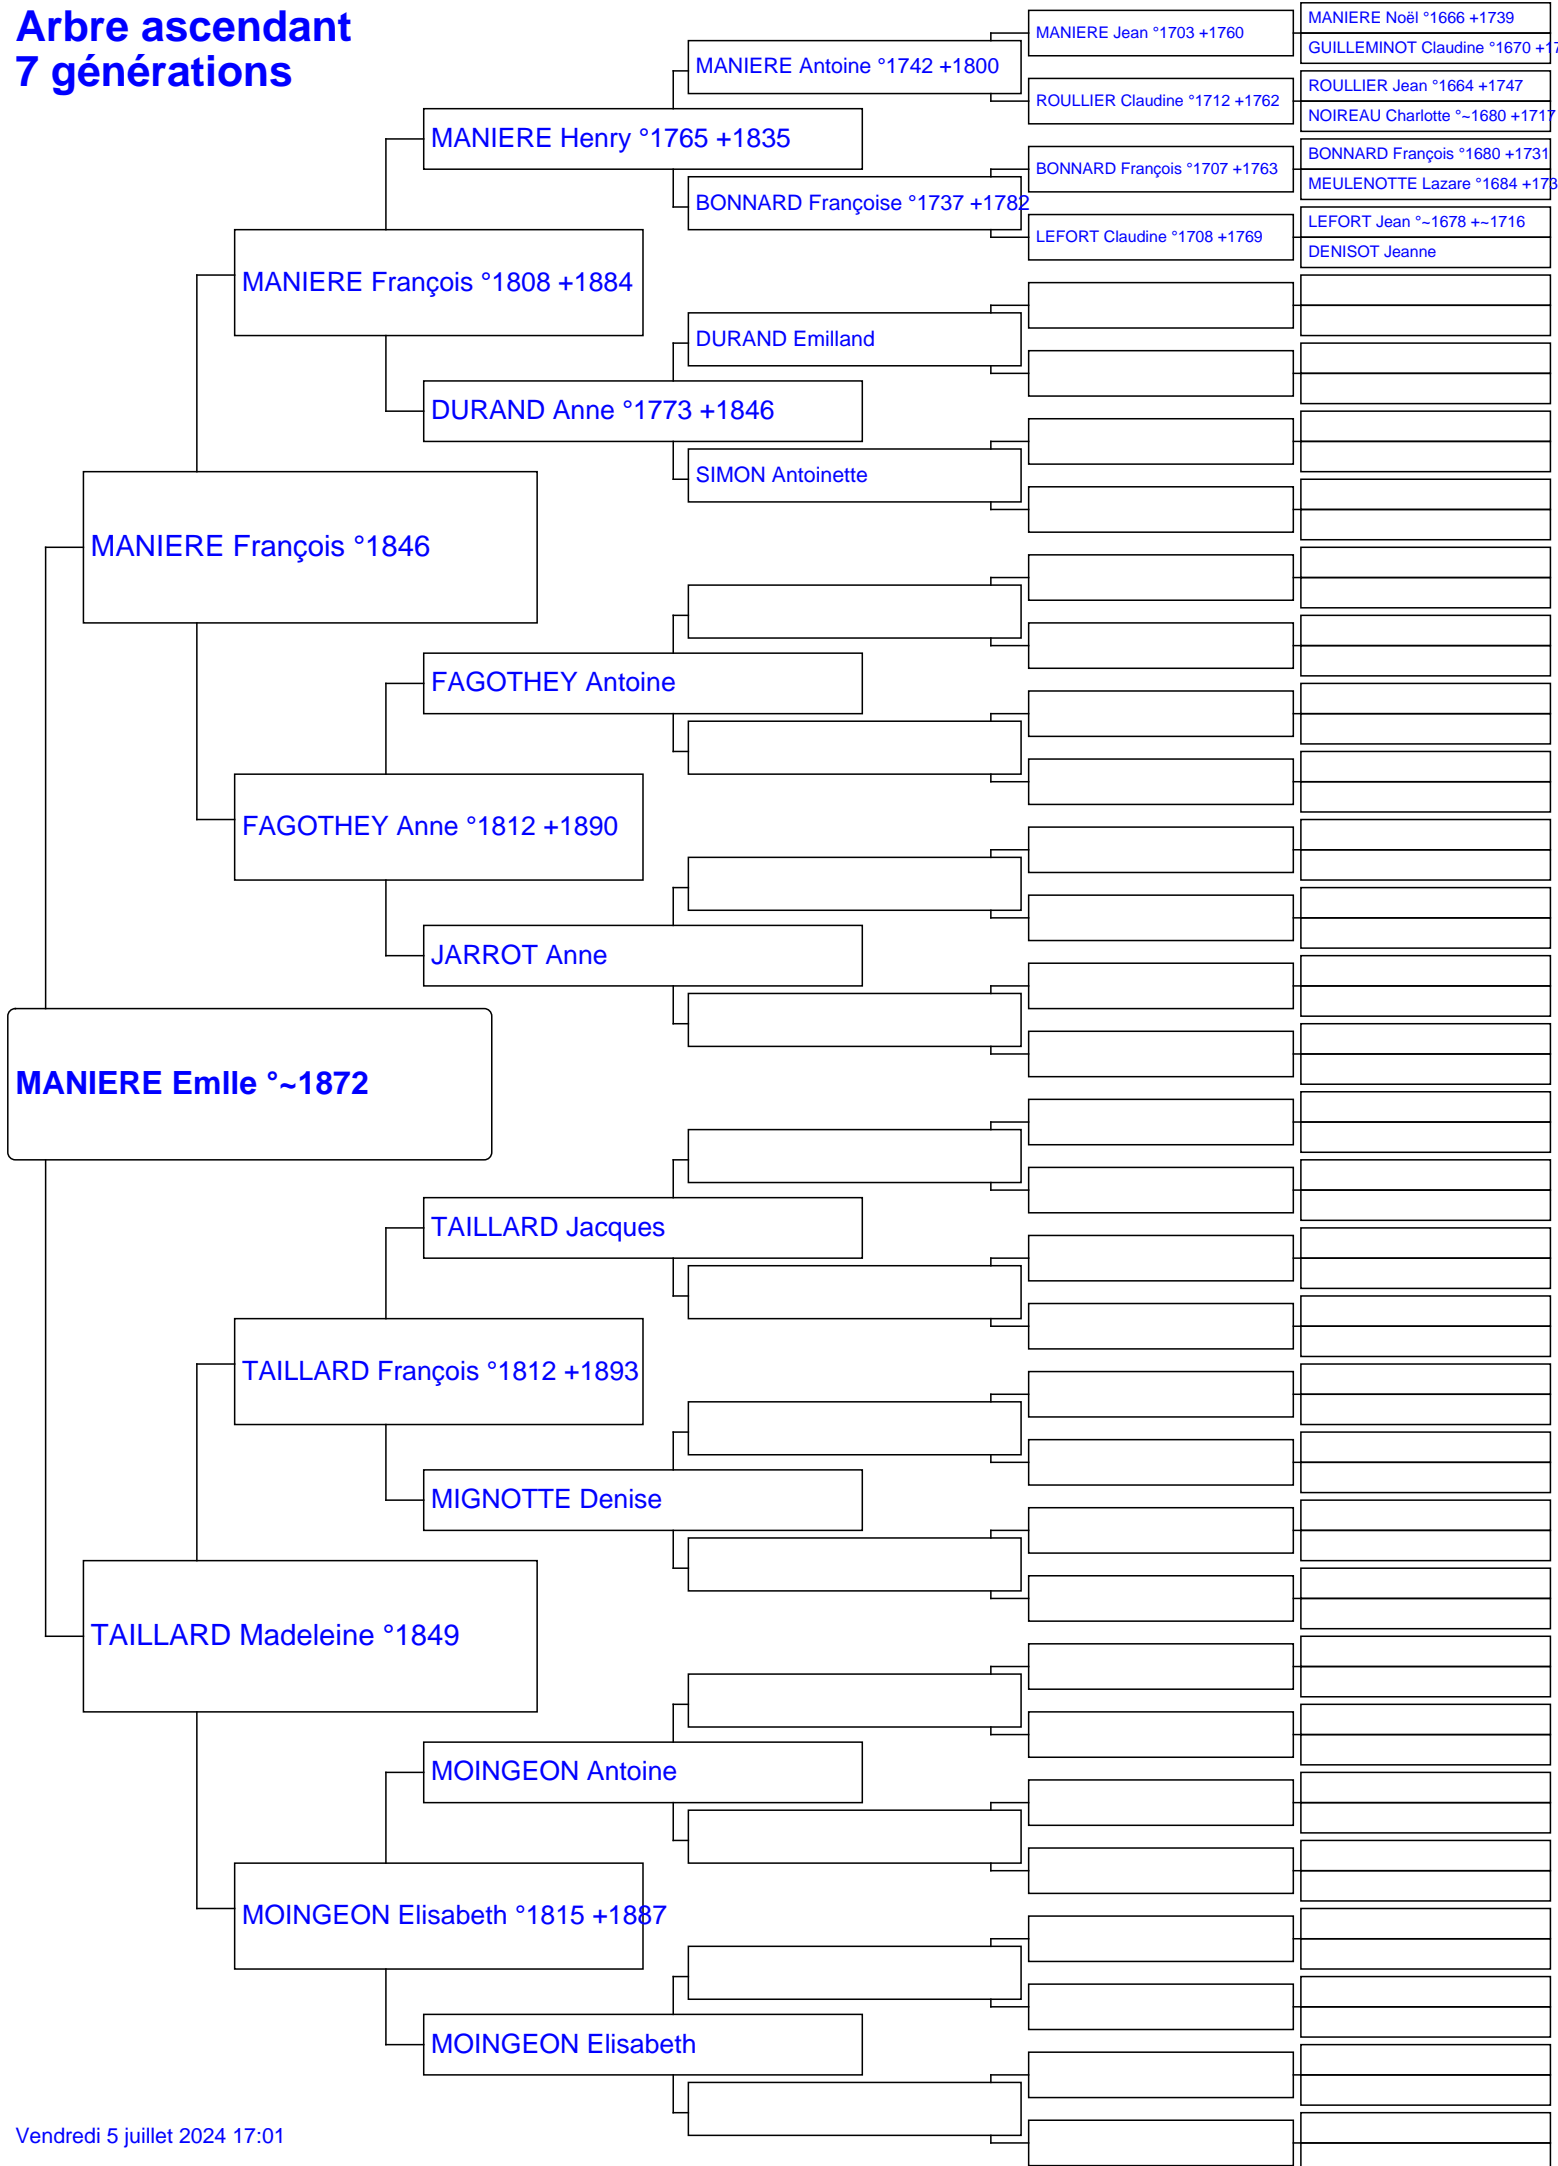 Arbre ascendant
7 générations
MANIERE Emlle °~1872
MANIERE François °1846
TAILLARD Madeleine °1849
MANIERE François °1808 +1884
FAGOTHEY Anne °1812 +1890
TAILLARD François °1812 +1893
MOINGEON Elisabeth °1815 +1887
MANIERE Henry °1765 +1835
DURAND Anne °1773 +1846
FAGOTHEY Antoine
JARROT Anne
TAILLARD Jacques
MIGNOTTE Denise
MOINGEON Antoine
MOINGEON Elisabeth
MANIERE Antoine °1742 +1800
BONNARD Françoise °1737 +1782
DURAND Emilland
SIMON Antoinette
MANIERE Jean °1703 +1760
ROULLIER Claudine °1712 +1762
BONNARD François °1707 +1763
LEFORT Claudine °1708 +1769
MANIERE Noël °1666 +1739
GUILLEMINOT Claudine °1670
ROULLIER Jean °1664 +1747
NOIREAU Charlotte °~1680 +1717
BONNARD François °1680 +1731
MEULENOTTE Lazare °1684
LEFORT Jean °~1678 +~1716
DENISOT Jeanne
Vendredi 5 juillet 2024 17:01